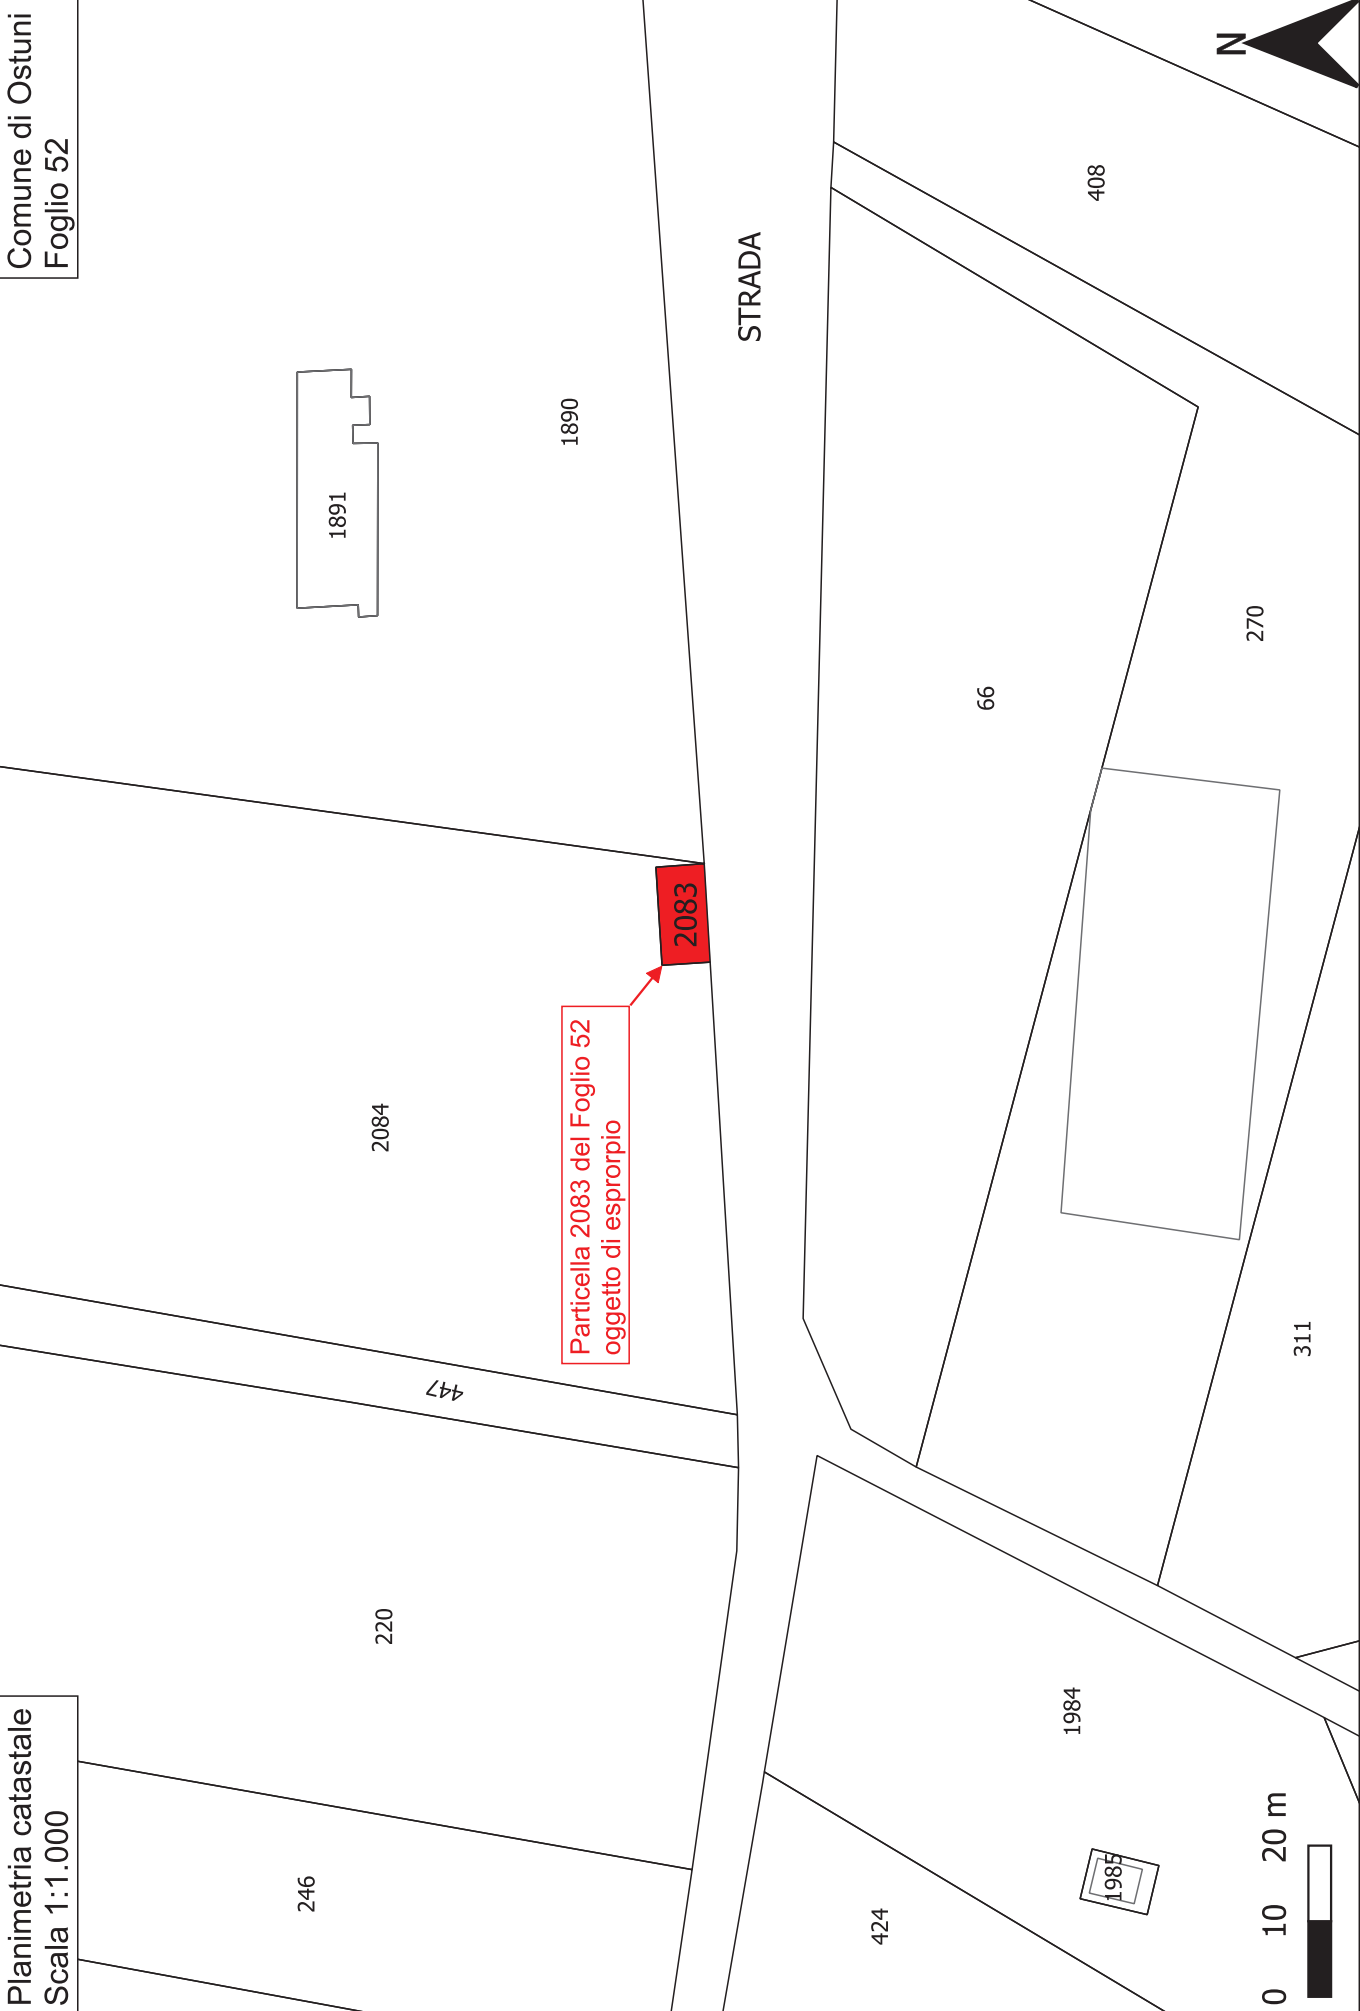 Planimetria catastale
Scala 1:1.000
Comune di Ostuni
Foglio 52
246
220
447
2084
1891
1890
Particella 2083 del Foglio 52
oggetto di esprorpio
2083
STRADA
424
1985
1984
66
408
311
270
N
0 10 20 m